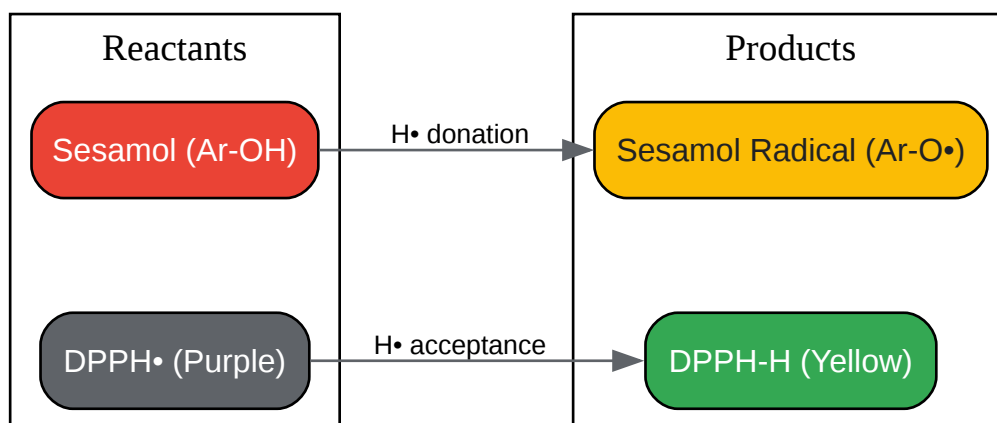 Reactants
Products
Sesamol (Ar-OH)
H• donation
Sesamol Radical (Ar-O•)
DPPH• (Purple)
H• acceptance
DPPH-H (Yellow)